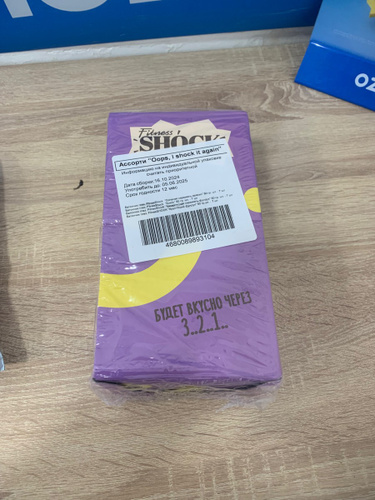 OZ
Fitness
SHOCK
Ассорти "Oops, I shock it again"
Информацию на индивидуальной упаковке
считать приоритетной
Дата сборки 16.10.2024
Употребить до: 05.06.2025
Срок годности 12 мес
4680089893104
БУДЕТ ВКУСНО ЧЕРЕЗ
3..2..1..